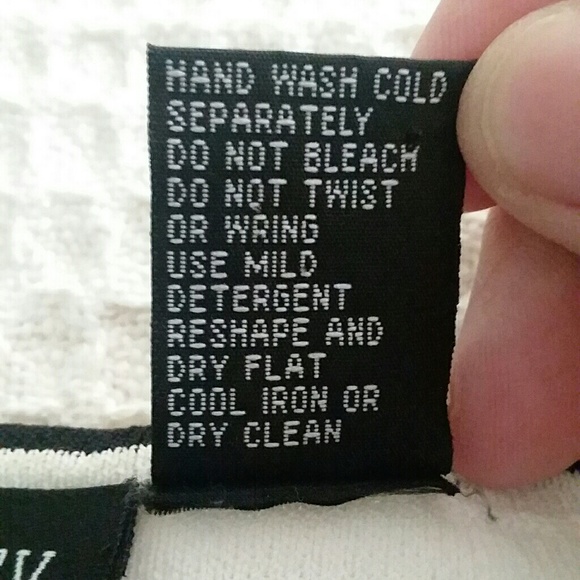 HAND WASH COLD
SEPARATELY
DO NOT BLEACH
DO NOT TWIST
OR WRING
USE MILD
DETERGENT
RESHAPE AND
DRY FLAT
COOL IRON OR
DRY CLEAN